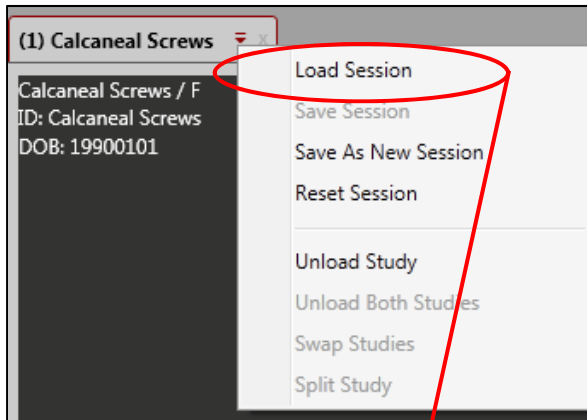 (1) Calcaneal Screws x
Calcaneal Screws / F
ID: Calcaneal Screws
DOB: 19900101
Load Session
Save Session
Save As New Session
Reset Session
Unload Study
Unload Both Studies
Swap Studies
Split Study